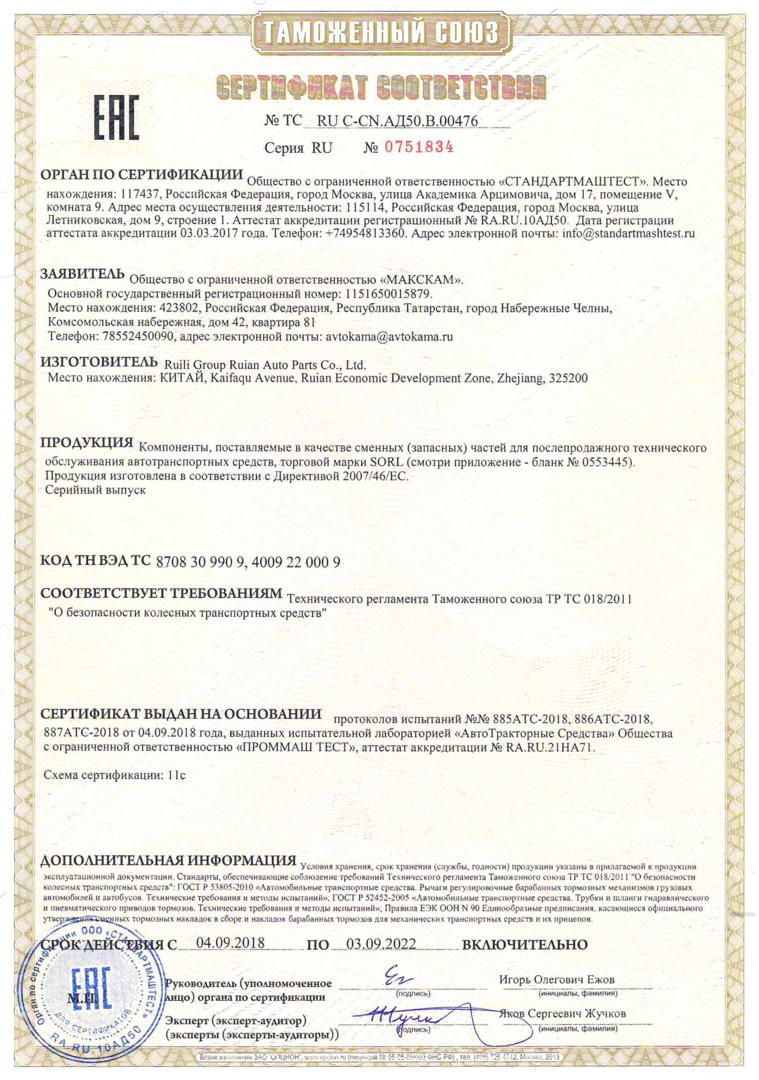 ТАМОЖЕННЫЙ СОЮЗ
СЕРТИФИКАТ СООТВЕТСТВИЯ
ЕАС
№ ТС RU C-CN.АД50.В.00476
Серия RU № 0751834
ОРГАН ПО СЕРТИФИКАЦИИ Общество с ограниченной ответственностью «СТАНДАРТМАШТЕСТ». Место
нахождения: 117437, Российская Федерация, город Москва, улица Академика Арцимовича, дом 17, помещение V,
комната 9. Адрес места осуществления деятельности: 115114, Российская Федерация, город Москва, улица
Летниковская, дом 9, строение 1. Аттестат аккредитации регистрационный № RA.RU.10АД50. Дата регистрации
аттестата аккредитации 03.03.2017 года. Телефон: +74954813360. Адрес электронной почты: info@standartmashtest.ru
ЗАЯВИТЕЛЬ Общество с ограниченной ответственностью «МАКСКАМ».
Основной государственный регистрационный номер: 1151650015879.
Место нахождения: 423802, Российская Федерация, Республика Татарстан, город Набережные Челны,
Комсомольская набережная, дом 42, квартира 81
Телефон: 78552450090, адрес электронной почты: avtokama@avtokama.ru
ИЗГОТОВИТЕЛЬ Ruili Group Ruian Auto Parts Co., Ltd.
Место нахождения: КИТАЙ, Kaifaqu Avenue, Ruian Economic Development Zone, Zhejiang, 325200
ПРОДУКЦИЯ Компоненты, поставляемые в качестве сменных (запасных) частей для послепродажного технического
обслуживания автотранспортных средств, торговой марки SORL (смотри приложение - бланк № 0553445).
Продукция изготовлена в соответствии с Директивой 2007/46/ЕС.
Серийный выпуск
КОД ТН ВЭД ТС 8708 30 990 9, 4009 22 000 9
СООТВЕТСТВУЕТ ТРЕБОВАНИЯМ Технического регламента Таможенного союза ТР ТС 018/2011
"О безопасности колесных транспортных средств"
СЕРТИФИКАТ ВЫДАН НА ОСНОВАНИИ протоколов испытаний №№ 885АТС-2018, 886АТС-2018,
887АТС-2018 от 04.09.2018 года, выданных испытательной лабораторией «АвтоТракторные Средства» Общества
с ограниченной ответственностью «ПРОММАШ ТЕСТ», аттестат аккредитации № RA.RU.21НА71.
Схема сертификации: 11с
ДОПОЛНИТЕЛЬНАЯ ИНФОРМАЦИЯ Условия хранения, срок хранения (службы, годности) продукции указаны в прилагаемой к продукции
эксплуатационной документации. Стандарты, обеспечивающие соблюдение требований Технического регламента Таможенного союза ТР ТС 018/2011 "О безопасности
колесных транспортных средств": ГОСТ Р 53805-2010 «Автомобильные транспортные средства. Рычаги регулировочные барабанных тормозных механизмов грузовых
автомобилей и автобусов. Технические требования и методы испытаний»; ГОСТ Р 52452-2005 «Автомобильные транспортные средства. Трубки и шланги гидравлического
и пневматического приводов тормозов. Технические требования и методы испытаний», Правила ЕЭК ООН N 90 Единообразные предписания, касающиеся официального
утверждения сменных тормозных накладок в сборе и накладок барабанных тормозов для механических транспортных средств и их прицепов.
СРОК ДЕЙСТВИЯ С 04.09.2018 ПО 03.09.2022 ВКЛЮЧИТЕЛЬНО
Орган по сертификации ООО «СТАНДАРТМАШТЕСТ»
ЕАС
М.П.
ДЛЯ СЕРТИФИКАТОВ
RA.RU.10АД50
Руководитель (уполномоченное
лицо) органа по сертификации
(подпись)
Игорь Олегович Ежов
(инициалы, фамилия)
Эксперт (эксперт-аудитор)
(эксперты (эксперты-аудиторы))
(подпись)
Яков Сергеевич Жучков
(инициалы, фамилия)
Бланк изготовлен ЗАО "ОПЦИОН", www.opcion.ru (лицензия № 05-05-09/003 ФНС РФ), тел. (495) 726 4742, Москва, 2013